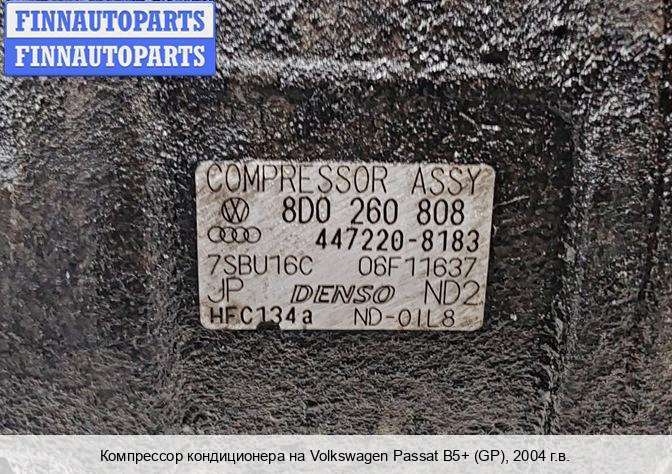 FINNAUTOPARTS
FINNAUTOPARTS
COMPRESSOR ASSY
8D0 260 808
447220-8183
7SBU16C 06F11637
JP DENSO ND2
HFC134a ND-OIL8
Компрессор кондиционера на Volkswagen Passat B5+ (GP), 2004 г.в.